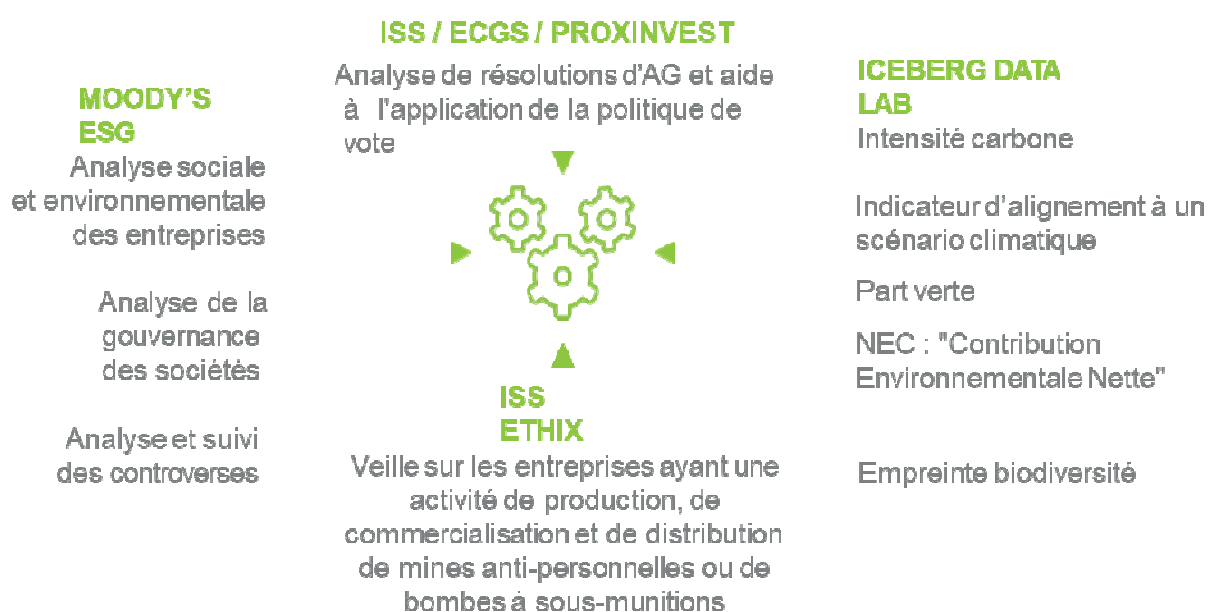 ISS / ECGS / PROXINVEST
Analyse de résolutions d'AG et aide
à l'application de la politique de
vote
MOODY'S
ESG
Analyse sociale
et environnementale
des entreprises
Analyse de la
gouvernance
des sociétés
Analyse et suivi
des controverses
ICEBERG DATA
LAB
Intensité carbone
Indicateur d'alignement à un
scénario climatique
Part verte
NEC : "Contribution
Environnementale Nette"
Empreinte biodiversité
ISS
ETHIX
Veille sur les entreprises ayant une
activité de production, de
commercialisation et de distribution
de mines anti-personnelles ou de
bombes à sous-munitions